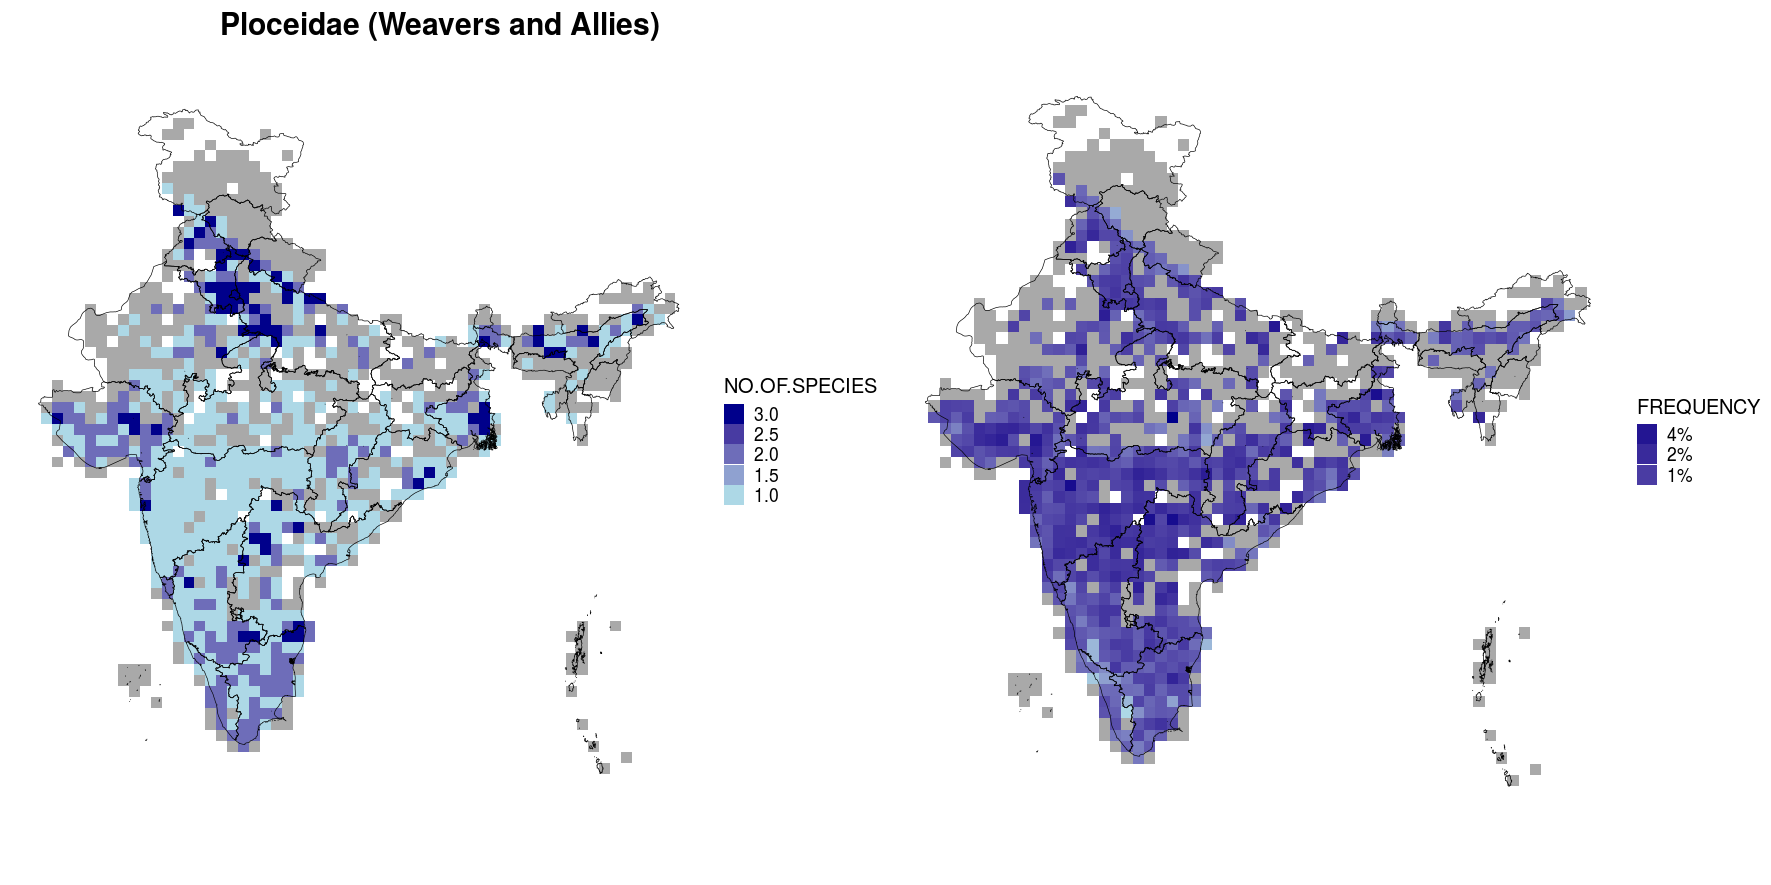 Ploceidae (Weavers and Allies)
NO.OF.SPECIES
3.0
2.5
2.0
1.5
1.0
FREQUENCY
4%
2%
1%